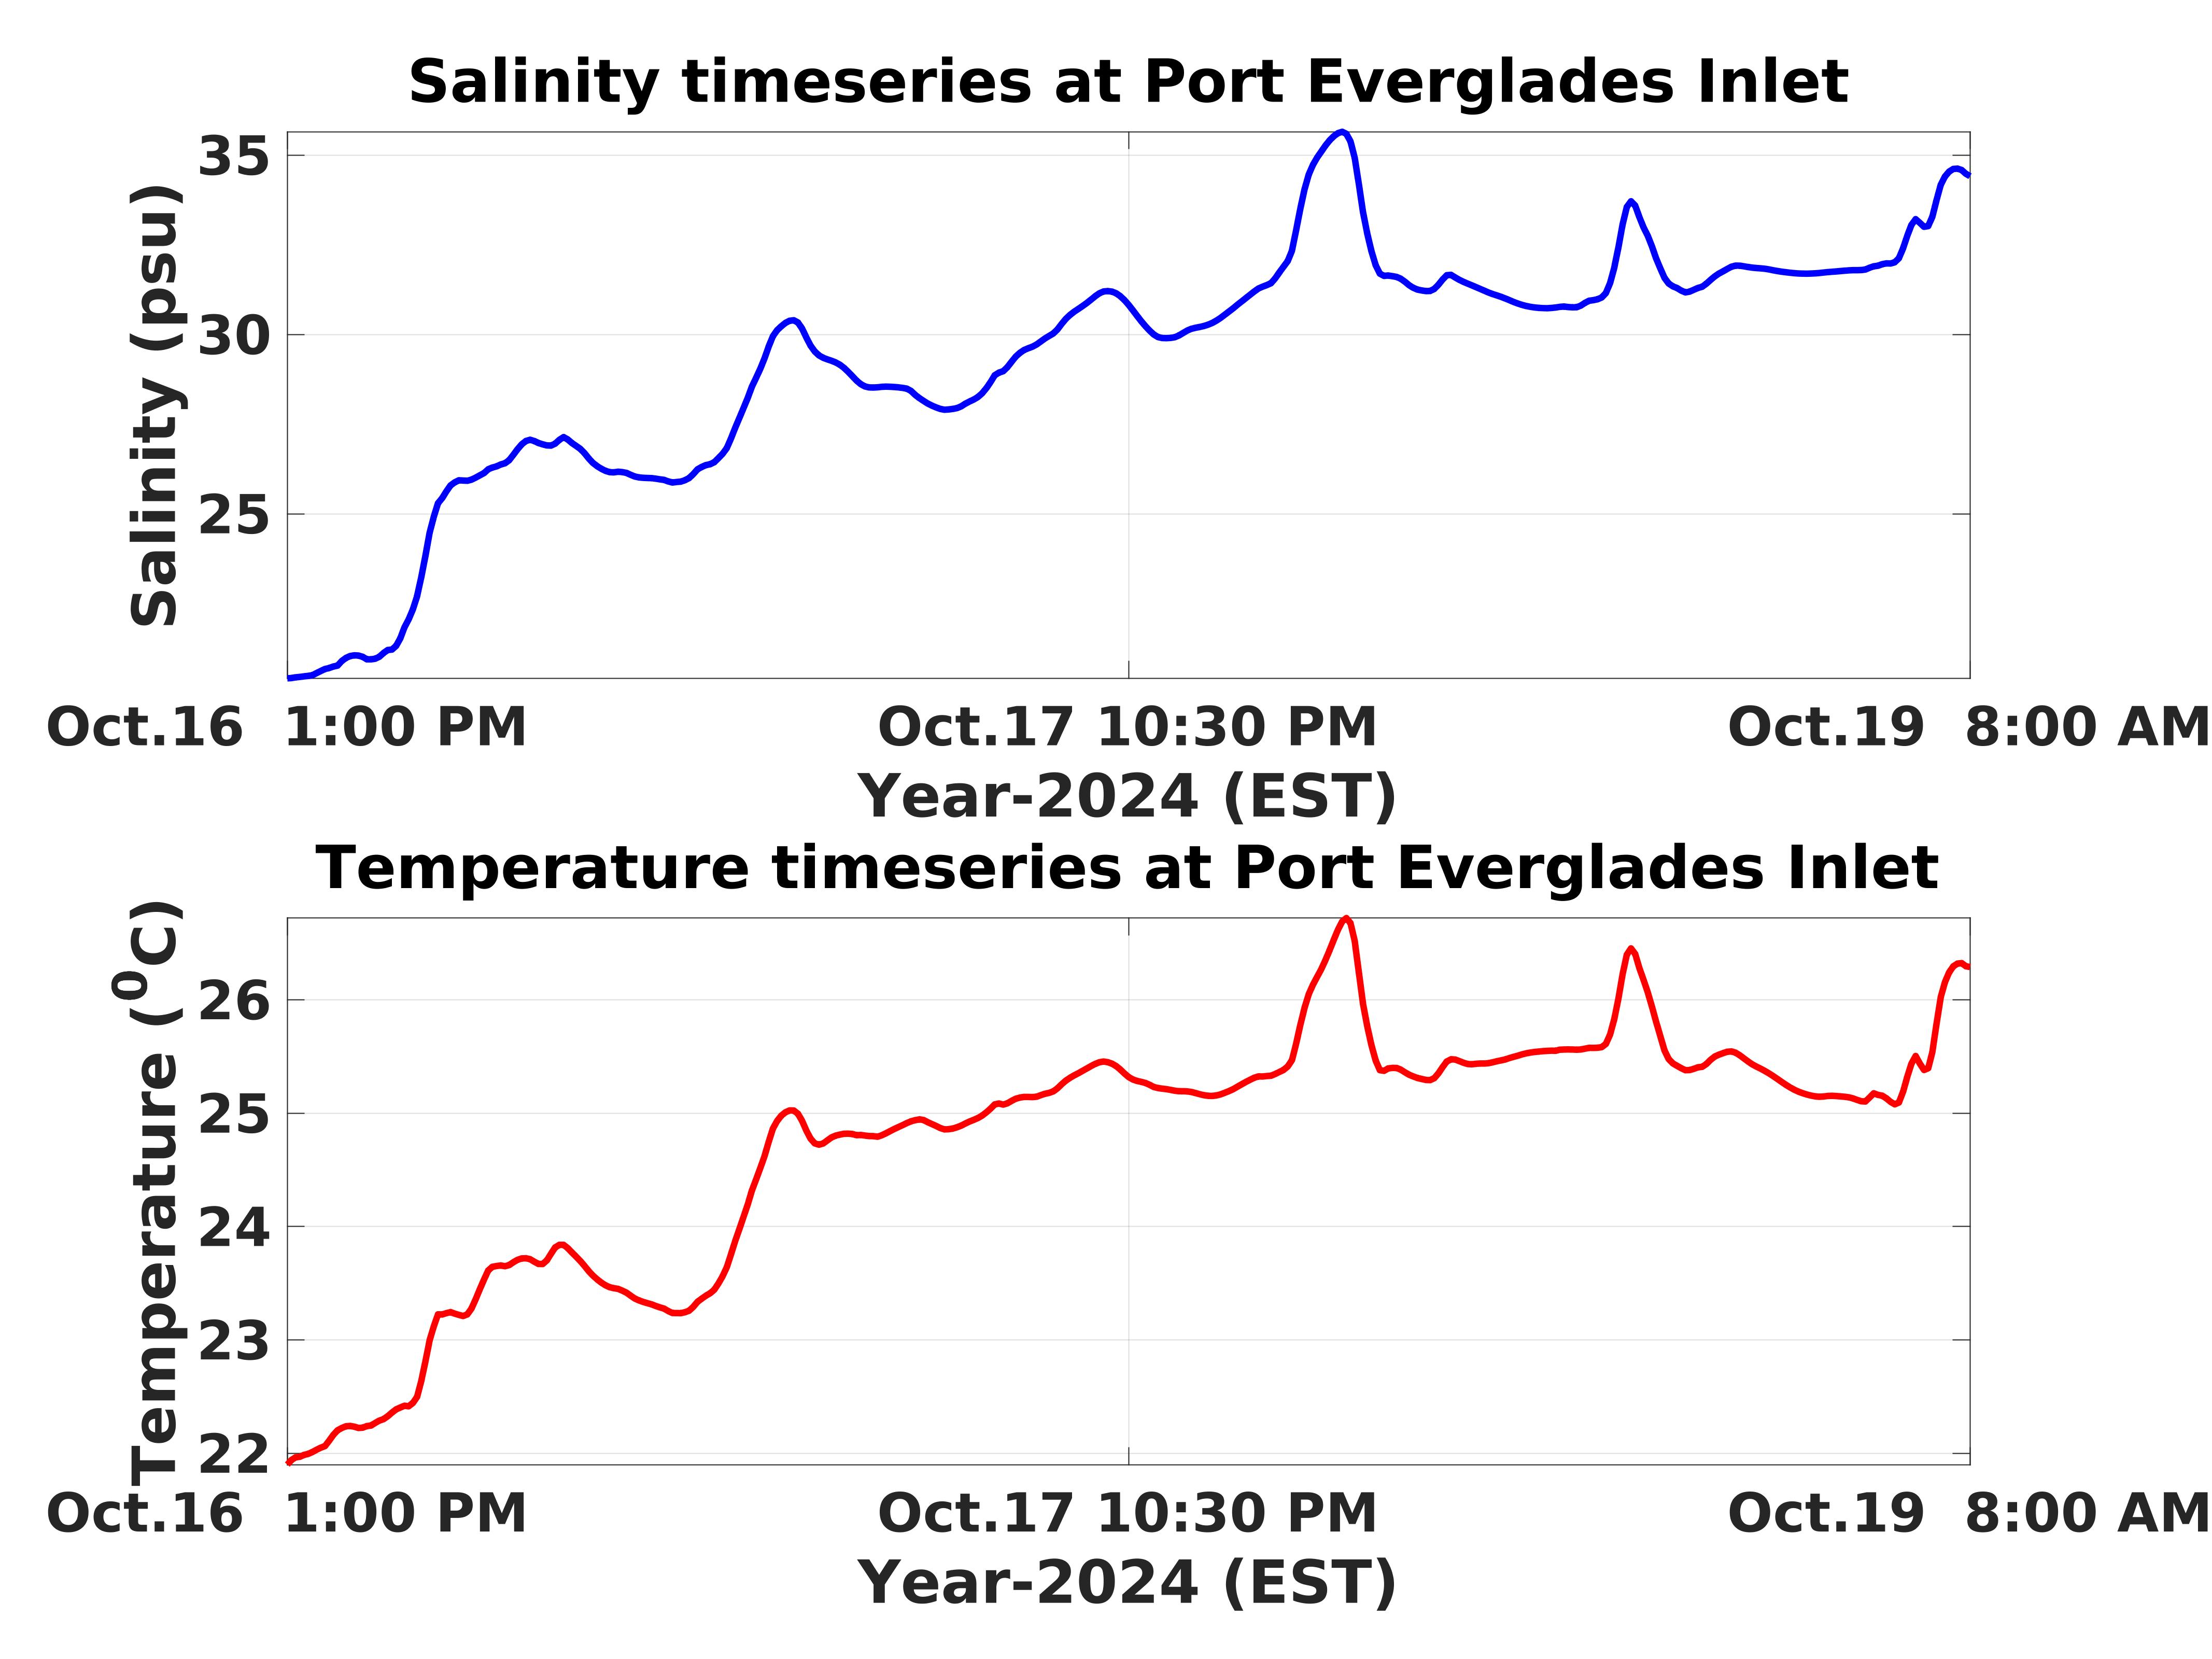 Salinity timeseries at Port Everglades Inlet
Salinity (psu)
35
30
25
Oct.16  1:00 PM Oct.17 10:30 PM Oct.19  8:00 AM
Year-2024 (EST)
Temperature timeseries at Port Everglades Inlet
Temperature (⁰C)
26
25
24
23
22
Oct.16  1:00 PM Oct.17 10:30 PM Oct.19  8:00 AM
Year-2024 (EST)